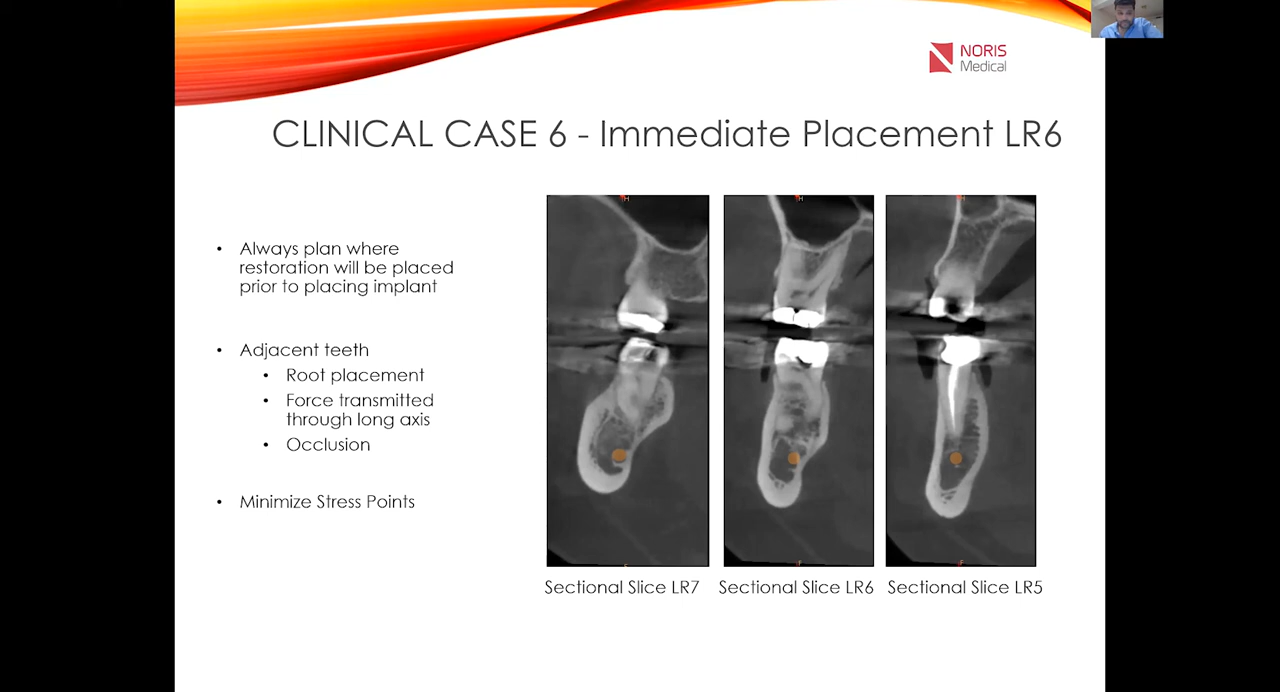 NORIS
Medical
CLINICAL CASE 6 - Immediate Placement LR6
• Always plan where
restoration will be placed
prior to placing implant
• Adjacent teeth
• Root placement
• Force transmitted
through long axis
• Occlusion
• Minimize Stress Points
H
H
H
F
F
F
Sectional Slice LR7
Sectional Slice LR6
Sectional Slice LR5